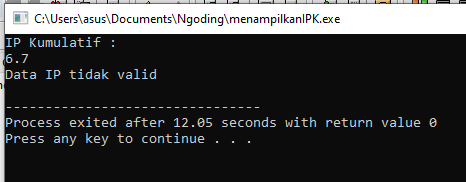 C:\Users\asus\Documents\Ngoding\menampilkanIPK.exe
IP Kumulatif :
6.7
Data IP tidak valid
--------------------------------
Process exited after 12.05 seconds with return value 0
Press any key to continue . . .